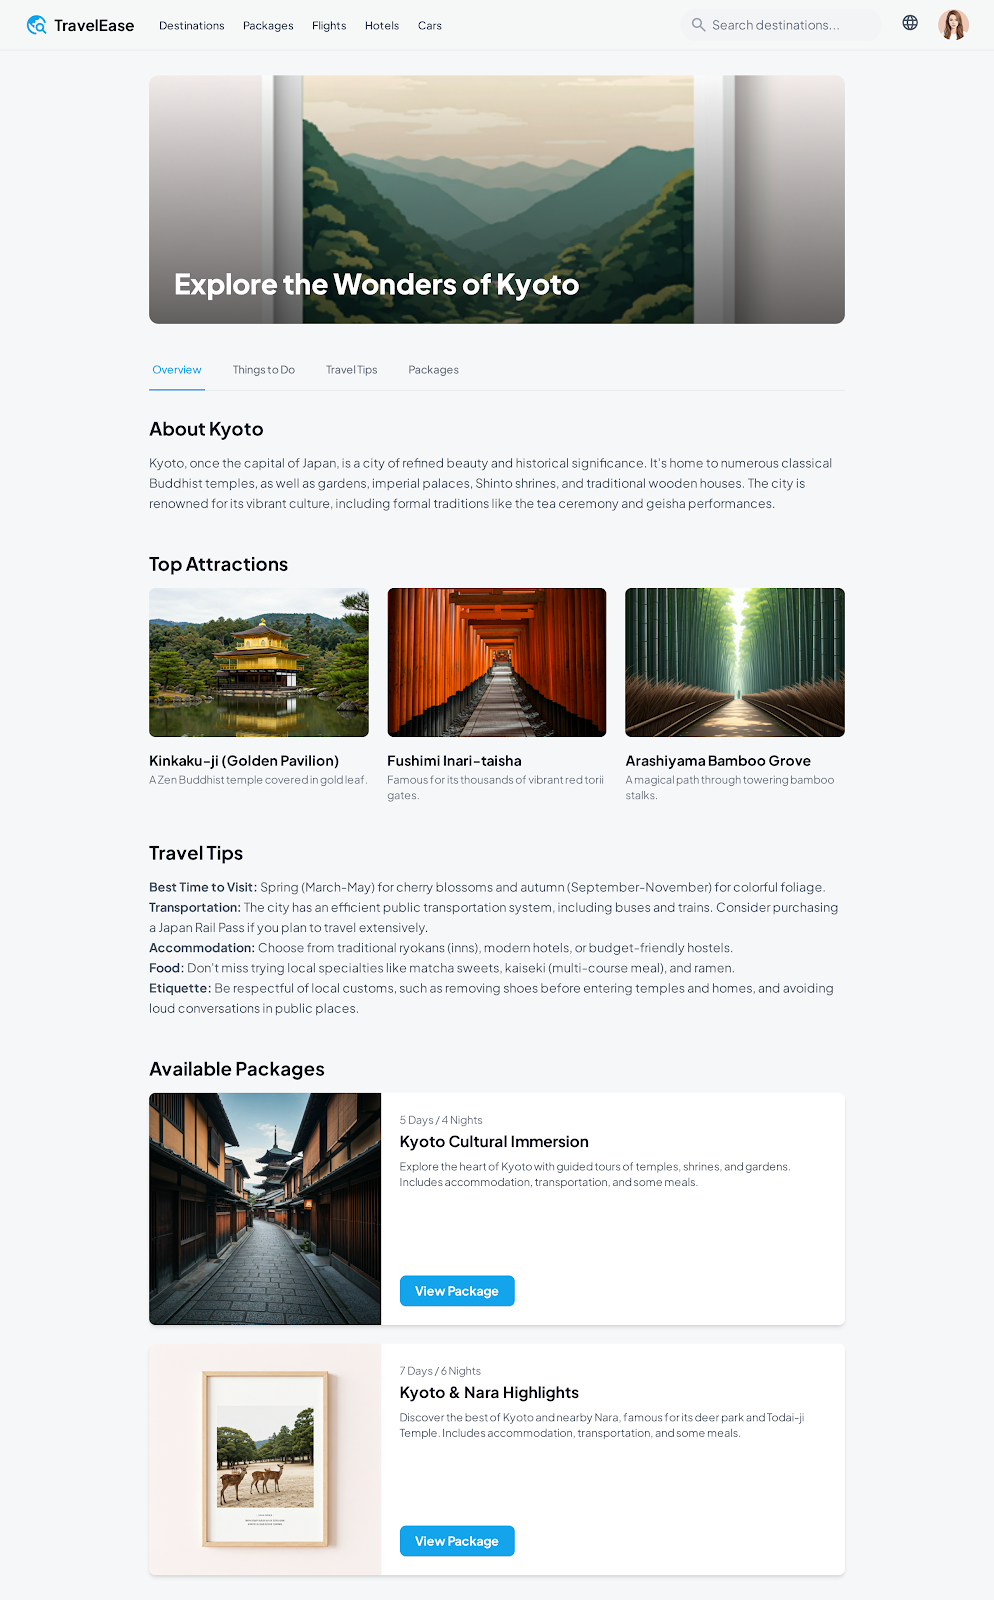 TravelEase
Destinations
Packages
Flights
Hotels
Cars
Search destinations...
Explore the Wonders of Kyoto
Overview
Things to Do
Travel Tips
Packages
About Kyoto
Kyoto, once the capital of Japan, is a city of refined beauty and historical significance. It's home to numerous classical
Buddhist temples, as well as gardens, imperial palaces, Shinto shrines, and traditional wooden houses. The city is
renowned for its vibrant culture, including formal traditions like the tea ceremony and geisha performances.
Top Attractions
Kinkaku-ji (Golden Pavilion)
A Zen Buddhist temple covered in gold leaf.
Fushimi Inari-taisha
Famous for its thousands of vibrant red torii
gates.
Arashiyama Bamboo Grove
A magical path through towering bamboo
stalks.
Travel Tips
Best Time to Visit: Spring (March-May) for cherry blossoms and autumn (September-November) for colorful foliage.
Transportation: The city has an efficient public transportation system, including buses and trains. Consider purchasing
a Japan Rail Pass if you plan to travel extensively.
Accommodation: Choose from traditional ryokans (inns), modern hotels, or budget-friendly hostels.
Food: Don't miss trying local specialties like matcha sweets, kaiseki (multi-course meal), and ramen.
Etiquette: Be respectful of local customs, such as removing shoes before entering temples and homes, and avoiding
loud conversations in public places.
Available Packages
5 Days / 4 Nights
Kyoto Cultural Immersion
Explore the heart of Kyoto with guided tours of temples, shrines, and gardens.
Includes accommodation, transportation, and some meals.
View Package
7 Days / 6 Nights
Kyoto & Nara Highlights
Discover the best of Kyoto and nearby Nara, famous for its deer park and Todai-ji
Temple. Includes accommodation, transportation, and some meals.
View Package